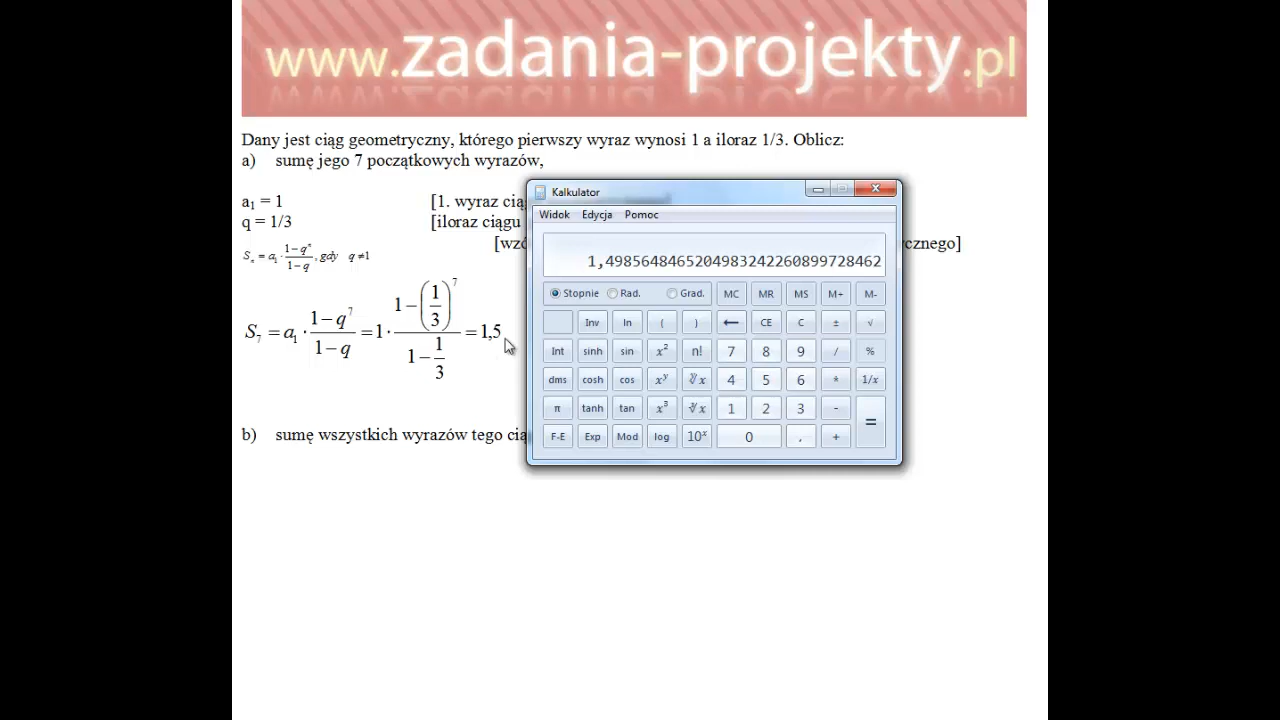 www.zadania-projekty.pl
Dany jest ciąg geometryczny, którego pierwszy wyraz wynosi 1 a iloraz 1/3. Oblicz:
a) sumę jego 7 początkowych wyrazów,
a₁ = 1 [1. wyraz cią
q = 1/3 [iloraz ciągu
[wzó
cznego]
Sₙ = a₁ · (1−qⁿ)/(1−q), gdy q ≠ 1
S₇ = a₁ · (1−q⁷)/(1−q) = 1 · (1−(1/3)⁷)/(1−1/3) = 1,5
b) sumę wszystkich wyrazów tego cią
Kalkulator
Widok Edycja Pomoc
1,4985648465204983242260899728462
Stopnie Rad. Grad. MC MR MS M+ M-
Inv ln ( ) ← CE C ± √
Int sinh sin x² n! 7 8 9 / %
dms cosh cos xʸ ʸ√x 4 5 6 * 1/x
π tanh tan x³ ³√x 1 2 3 - =
F-E Exp Mod log 10ˣ 0 , +